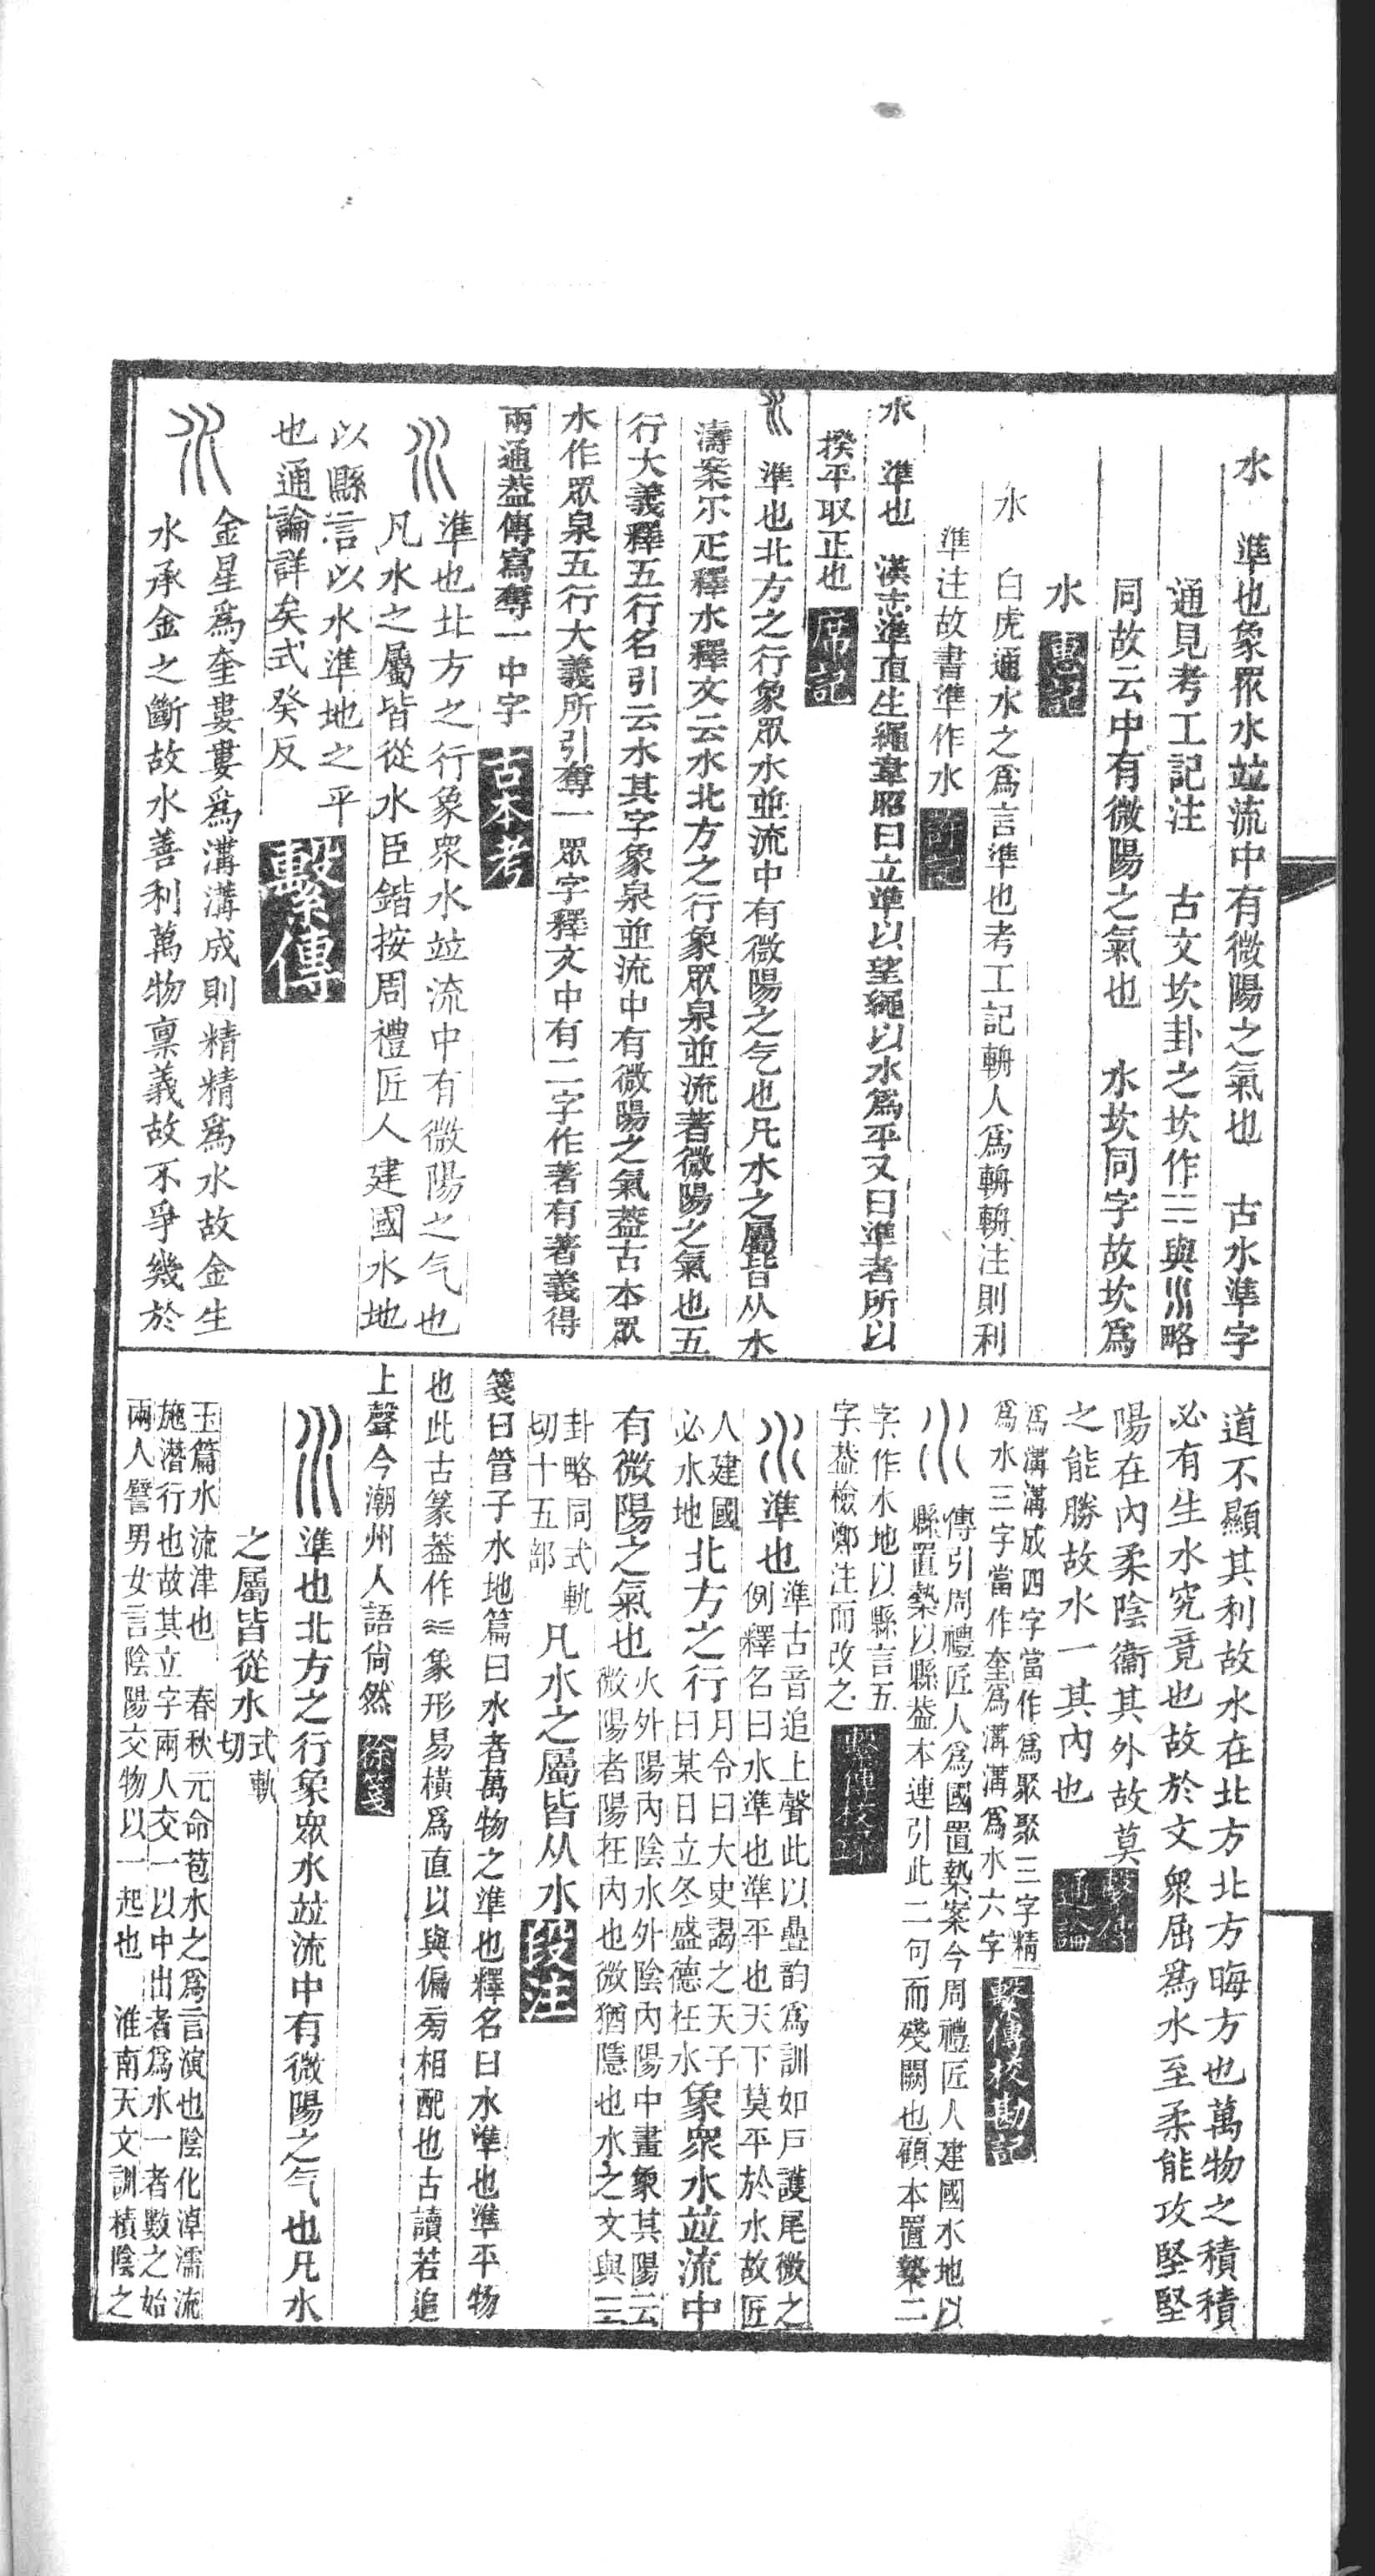 水　準也象眾水竝流中有微陽之氣也　古水準字
通見考工記注　古文坎卦之坎作☵與𡿭略
同故云中有微陽之氣也　水坎同字故坎爲
水　惠記
水　白虎通水之爲言準也考工記輈人爲輈輈注則利
準注故書準作水　許記
水　準也　漢志準直生繩韋昭曰立準以望繩以水爲平又曰準者所以
揆平取正也　席記
準也北方之行象眾水並流中有微陽之气也凡水之屬皆从水
濤案尒疋釋水釋文云水北方之行象眾泉並流著微陽之氣也五
行大義釋五行名引云水其字象泉並流中有微陽之氣葢古本眾
水作眾泉五行大義所引奪一眾字釋文中有二字作著有著義得
兩通葢傳寫奪一中字　古本考
準也北方之行象衆水竝流中有微陽之气也
凡水之屬皆從水臣鍇按周禮匠人建國水地
以縣言以水準地之平
也通論詳矣式癸反　繫傳
金星爲奎婁婁爲溝溝成則精精爲水故金生
水承金之斷故水善利萬物禀義故不爭幾於
道不顯其利故水在北方北方晦方也萬物之積積
必有生水究竟也故於文衆屈爲水至柔能攻堅堅
陽在內柔陰衞其外故莫
之能勝故水一其內也　繫傳通論
爲溝溝成四字當作爲聚聚三字精
爲水三字當作奎爲溝溝爲水六字　繫傳校勘記
傳引周禮匠人爲國置槷案今周禮匠人建國水地以
縣置槷以縣葢本連引此二句而殘闕也顧本置槷二
字作水地以縣言五
字葢檢鄭注而改之　繫傳校錄
準也　準古音追上聲此以疊韵爲訓如戶護尾微之
例釋名曰水準也準平也天下莫平於水故匠
人建國
必水地　北方之行　月令曰大史謁之天子
曰某日立冬盛德在水　象衆水竝流中
有微陽之氣也　火外陽內陰水外陰內陽中畫象其陽云
微陽者陽在內也微猶隱也水之文與☵
卦略同式軌
切十五部　凡水之屬皆从水　段注
箋曰管子水地篇曰水者萬物之準也釋名曰水準也準平物
也此古篆葢作𡿭象形易橫爲直以與偏旁相配也古讀若追
上聲今潮州人語尙然　徐箋
準也北方之行象衆水竝流中有微陽之气也凡水
之屬皆從水　式軌
切
玉篇水流津也　春秋元命苞水之爲言演也陰化淖濡流
施潛行也故其立字兩人交一以中出者爲水一者數之始
兩人譬男女言陰陽交物以一起也　淮南天文訓積陰之